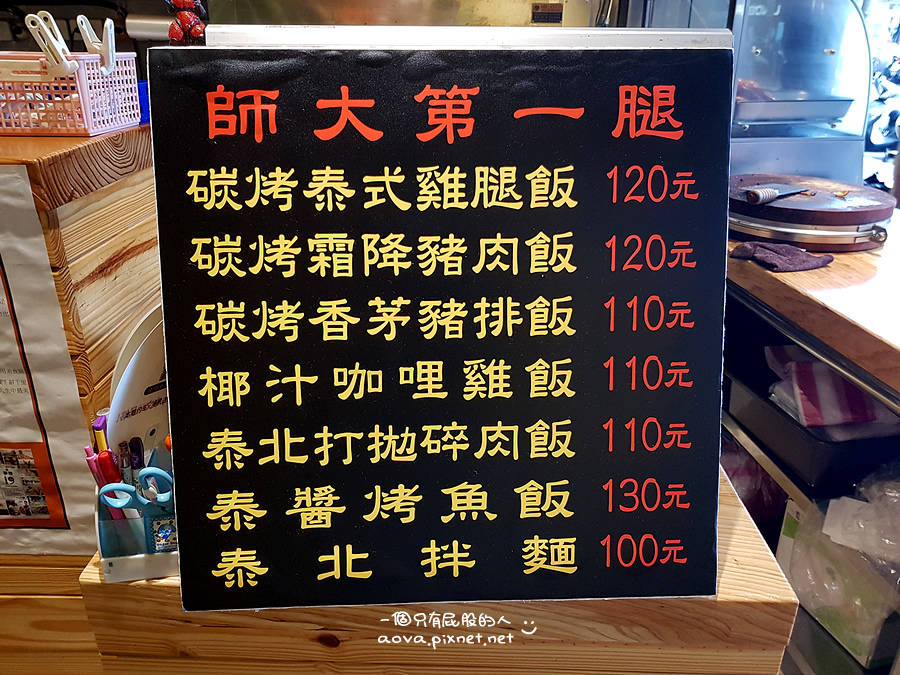 師大第一腿
碳烤泰式雞腿飯 120元
碳烤霜降豬肉飯 120元
碳烤香茅豬排飯 110元
椰汁咖哩雞飯 110元
泰北打拋碎肉飯 110元
泰醬烤魚飯 130元
泰北拌麵 100元
一個只有屁股的人
aova.pixnet.net